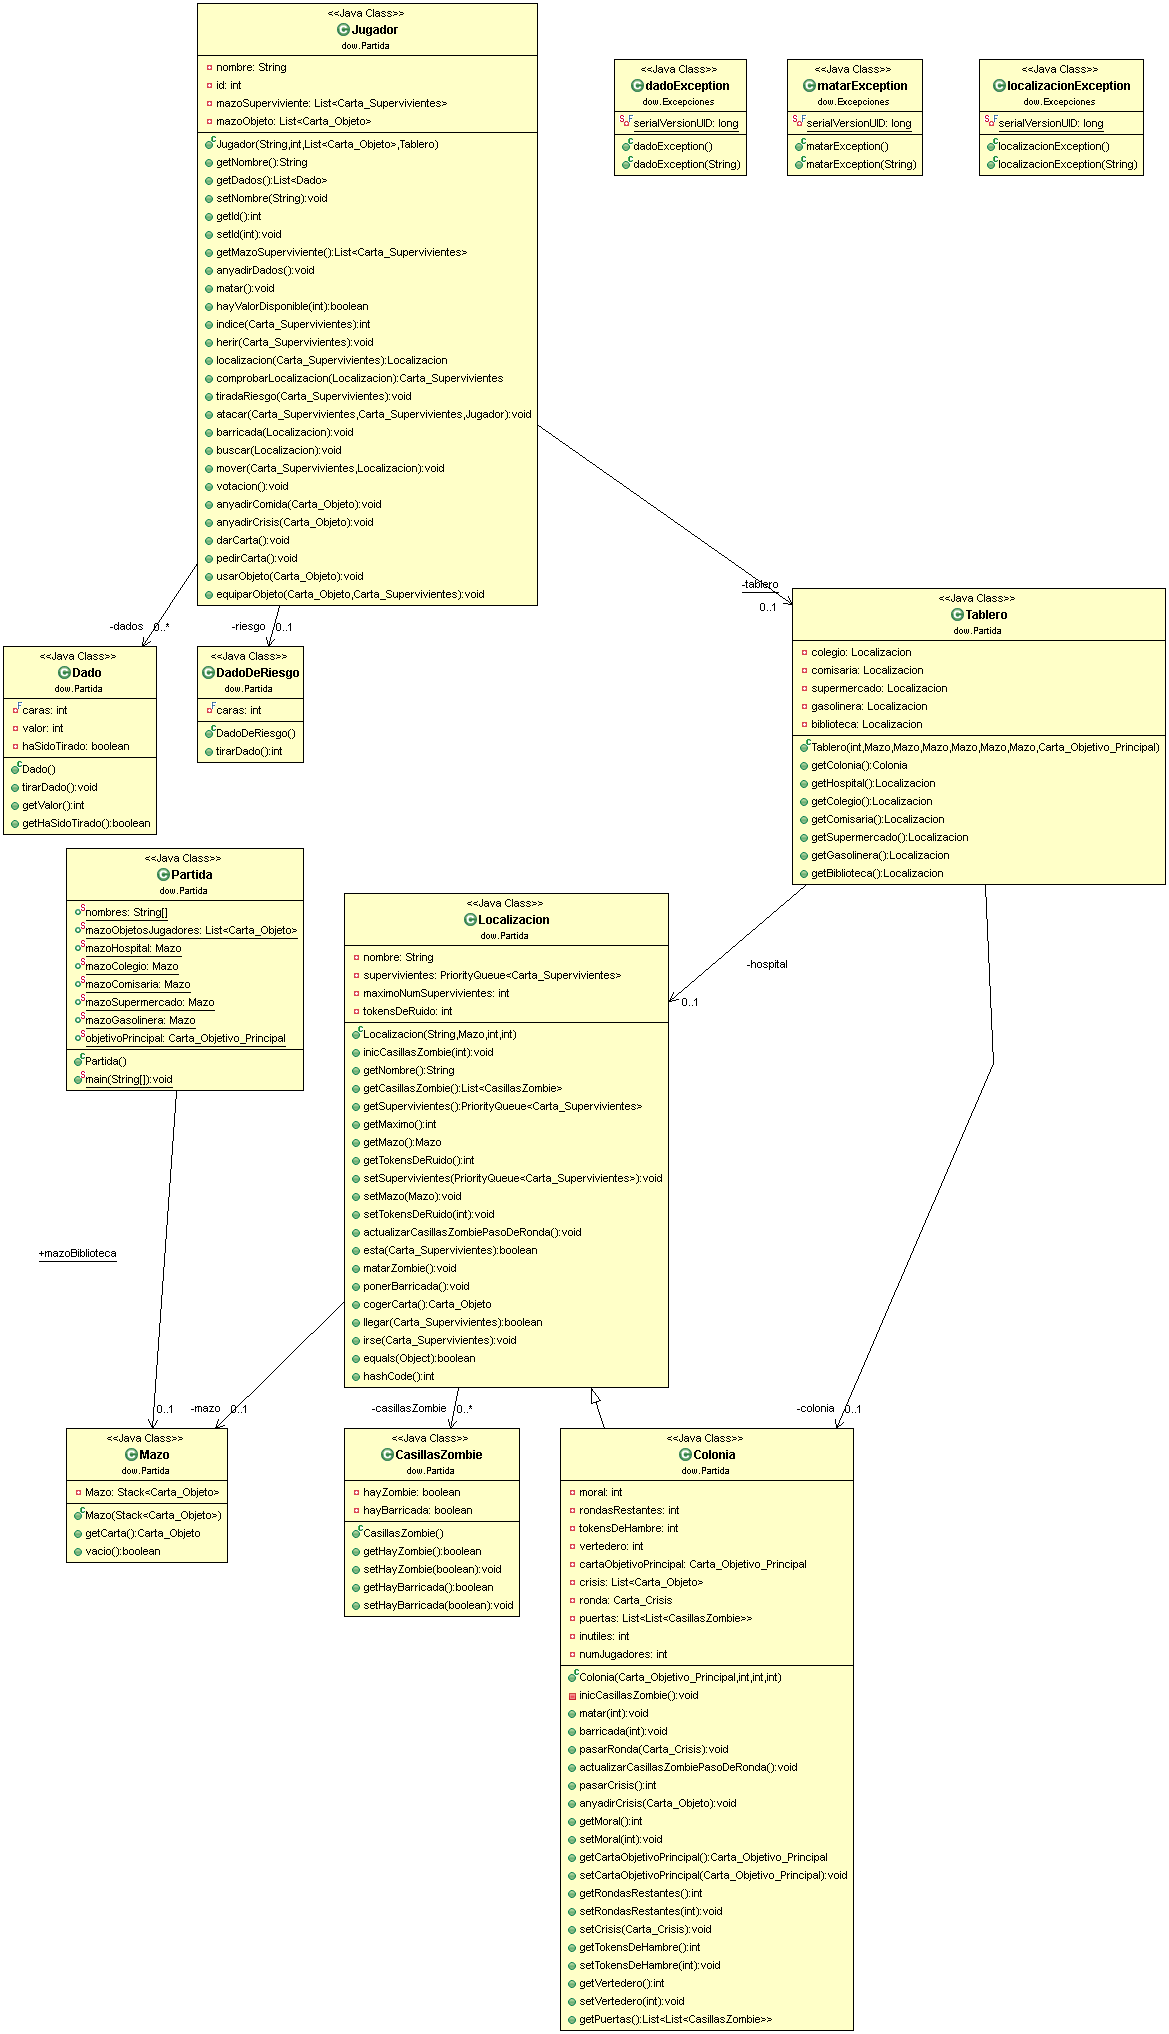 <<Java Class>>
Jugador
dow.Partida
nombre: String
id: int
mazoSuperviviente: List<Carta_Supervivientes>
mazoObjeto: List<Carta_Objeto>
Jugador(String,int,List<Carta_Objeto>,Tablero)
getNombre():String
getDados():List<Dado>
setNombre(String):void
getId():int
setId(int):void
getMazoSuperviviente():List<Carta_Supervivientes>
anyadirDados():void
matar():void
hayValorDisponible(int):boolean
indice(Carta_Supervivientes):int
herir(Carta_Supervivientes):void
localizacion(Carta_Supervivientes):Localizacion
comprobarLocalizacion(Localizacion):Carta_Supervivientes
tiradaRiesgo(Carta_Supervivientes):void
atacar(Carta_Supervivientes,Carta_Supervivientes,Jugador):void
barricada(Localizacion):void
buscar(Localizacion):void
mover(Carta_Supervivientes,Localizacion):void
votacion():void
anyadirComida(Carta_Objeto):void
anyadirCrisis(Carta_Objeto):void
darCarta():void
pedirCarta():void
usarObjeto(Carta_Objeto):void
equiparObjeto(Carta_Objeto,Carta_Supervivientes):void
<<Java Class>>
dadoException
dow.Excepciones
serialVersionUID: long
dadoException()
dadoException(String)
<<Java Class>>
matarException
dow.Excepciones
serialVersionUID: long
matarException()
matarException(String)
<<Java Class>>
localizacionException
dow.Excepciones
serialVersionUID: long
localizacionException()
localizacionException(String)
-dados 0..*
-riesgo 0..1
-tablero
0..1
<<Java Class>>
Dado
dow.Partida
caras: int
valor: int
haSidoTirado: boolean
Dado()
tirarDado():void
getValor():int
getHaSidoTirado():boolean
<<Java Class>>
DadoDeRiesgo
dow.Partida
caras: int
DadoDeRiesgo()
tirarDado():int
<<Java Class>>
Tablero
dow.Partida
colegio: Localizacion
comisaria: Localizacion
supermercado: Localizacion
gasolinera: Localizacion
biblioteca: Localizacion
Tablero(int,Mazo,Mazo,Mazo,Mazo,Mazo,Mazo,Carta_Objetivo_Principal)
getColonia():Colonia
getHospital():Localizacion
getColegio():Localizacion
getComisaria():Localizacion
getSupermercado():Localizacion
getGasolinera():Localizacion
getBiblioteca():Localizacion
<<Java Class>>
Partida
dow.Partida
nombres: String[]
mazoObjetosJugadores: List<Carta_Objeto>
mazoHospital: Mazo
mazoColegio: Mazo
mazoComisaria: Mazo
mazoSupermercado: Mazo
mazoGasolinera: Mazo
objetivoPrincipal: Carta_Objetivo_Principal
Partida()
main(String[]):void
<<Java Class>>
Localizacion
dow.Partida
nombre: String
supervivientes: PriorityQueue<Carta_Supervivientes>
maximoNumSupervivientes: int
tokensDeRuido: int
Localizacion(String,Mazo,int,int)
inicCasillasZombie(int):void
getNombre():String
getCasillasZombie():List<CasillasZombie>
getSupervivientes():PriorityQueue<Carta_Supervivientes>
getMaximo():int
getMazo():Mazo
getTokensDeRuido():int
setSupervivientes(PriorityQueue<Carta_Supervivientes>):void
setMazo(Mazo):void
setTokensDeRuido(int):void
actualizarCasillasZombiePasoDeRonda():void
esta(Carta_Supervivientes):boolean
matarZombie():void
ponerBarricada():void
cogerCarta():Carta_Objeto
llegar(Carta_Supervivientes):boolean
irse(Carta_Supervivientes):void
equals(Object):boolean
hashCode():int
-hospital
0..1
+mazoBiblioteca
0..1
-mazo 0..1
-casillasZombie 0..*
-colonia 0..1
<<Java Class>>
Mazo
dow.Partida
Mazo: Stack<Carta_Objeto>
Mazo(Stack<Carta_Objeto>)
getCarta():Carta_Objeto
vacio():boolean
<<Java Class>>
CasillasZombie
dow.Partida
hayZombie: boolean
hayBarricada: boolean
CasillasZombie()
getHayZombie():boolean
setHayZombie(boolean):void
getHayBarricada():boolean
setHayBarricada(boolean):void
<<Java Class>>
Colonia
dow.Partida
moral: int
rondasRestantes: int
tokensDeHambre: int
vertedero: int
cartaObjetivoPrincipal: Carta_Objetivo_Principal
crisis: List<Carta_Objeto>
ronda: Carta_Crisis
puertas: List<List<CasillasZombie>>
inutiles: int
numJugadores: int
Colonia(Carta_Objetivo_Principal,int,int,int)
inicCasillasZombie():void
matar(int):void
barricada(int):void
pasarRonda(Carta_Crisis):void
actualizarCasillasZombiePasoDeRonda():void
pasarCrisis():int
anyadirCrisis(Carta_Objeto):void
getMoral():int
setMoral(int):void
getCartaObjetivoPrincipal():Carta_Objetivo_Principal
setCartaObjetivoPrincipal(Carta_Objetivo_Principal):void
getRondasRestantes():int
setRondasRestantes(int):void
setCrisis(Carta_Crisis):void
getTokensDeHambre():int
setTokensDeHambre(int):void
getVertedero():int
setVertedero(int):void
getPuertas():List<List<CasillasZombie>>